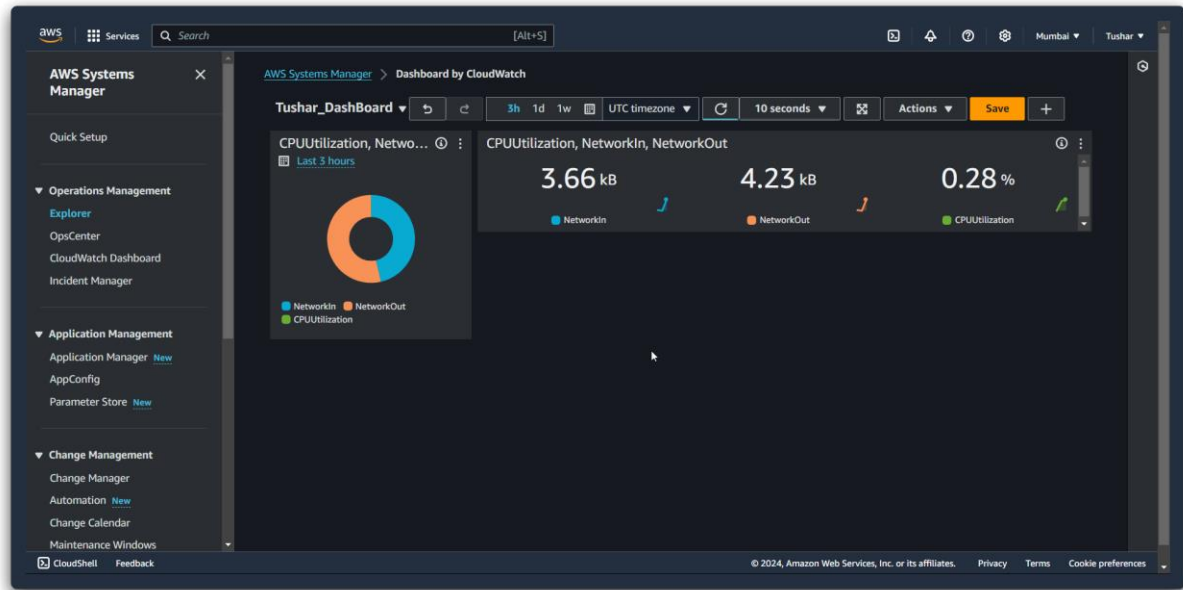 aws Services Search [Alt+S] Mumbai Tushar
AWS Systems
Manager
Quick Setup
Operations Management
Explorer
OpsCenter
CloudWatch Dashboard
Incident Manager
Application Management
Application Manager New
AppConfig
Parameter Store New
Change Management
Change Manager
Automation New
Change Calendar
Maintenance Windows
AWS Systems Manager > Dashboard by CloudWatch
Tushar_DashBoard 3h 1d 1w UTC timezone 10 seconds Actions Save
CPUUtilization, Netwo...
Last 3 hours
NetworkIn NetworkOut
CPUUtilization
CPUUtilization, NetworkIn, NetworkOut
3.66 kB 4.23 kB 0.28 %
NetworkIn NetworkOut CPUUtilization
CloudShell Feedback © 2024, Amazon Web Services, Inc. or its affiliates. Privacy Terms Cookie preferences